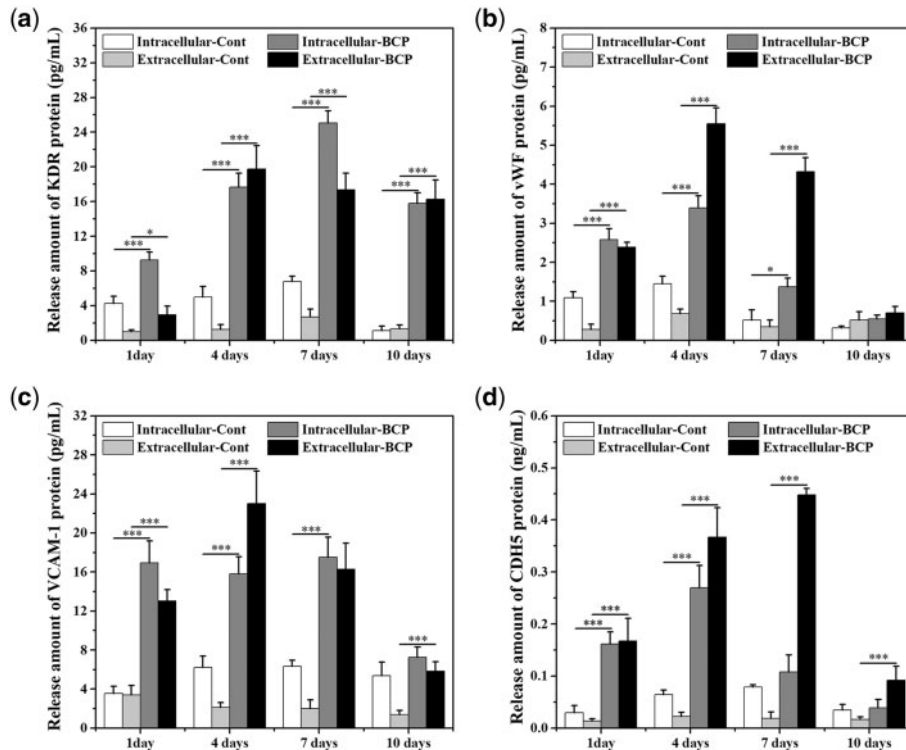 (a)
Intracellular-Cont Intracellular-BCP
Extracellular-Cont Extracellular-BCP
Release amount of KDR protein (pg/mL)
36
32
28
24
20
16
12
8
4
0
*** * *** *** *** *** *** ***
1day 4 days 7 days 10 days
(b)
Intracellular-Cont Intracellular-BCP
Extracellular-Cont Extracellular-BCP
Release amount of vWF protein (pg/mL)
8
7
6
5
4
3
2
1
0
*** *** *** *** * ***
1day 4 days 7 days 10 days
(c)
Intracellular-Cont Intracellular-BCP
Extracellular-Cont Extracellular-BCP
Release amount of VCAM-1 protein (pg/mL)
32
28
24
20
16
12
8
4
0
*** *** *** *** *** ***
1day 4 days 7 days 10 days
(d)
Intracellular-Cont Intracellular-BCP
Extracellular-Cont Extracellular-BCP
Release amount of CDH5 protein (ng/mL)
0.6
0.5
0.4
0.3
0.2
0.1
0.0
*** *** *** *** *** ***
1day 4 days 7 days 10 days